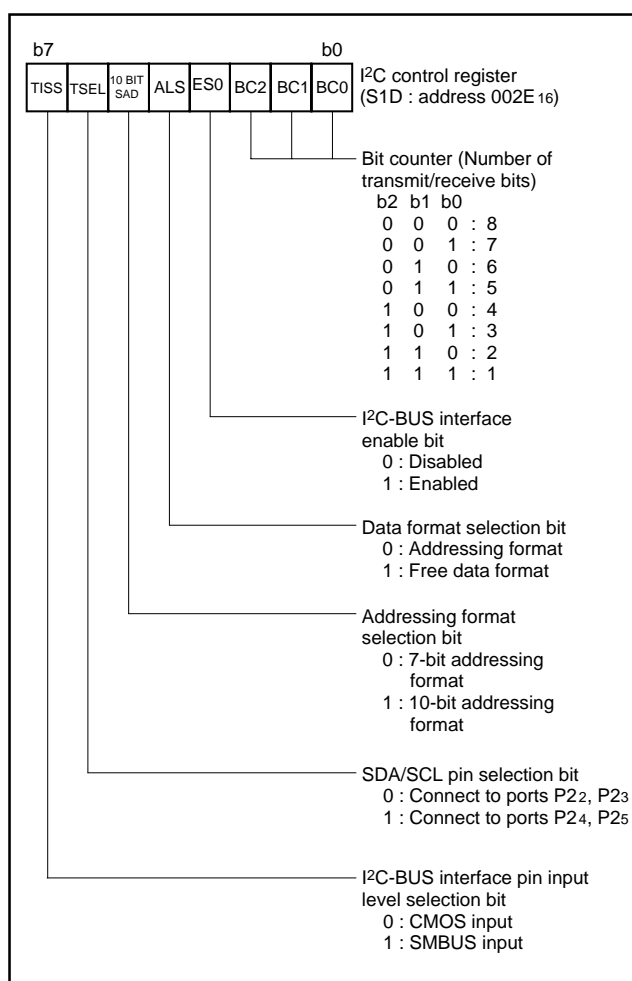 b7 b0
TISS TSEL 10 BIT SAD ALS ES0 BC2 BC1 BC0
I2C control register
(S1D : address 002E16)
Bit counter (Number of
transmit/receive bits)
b2 b1 b0
0 0 0 : 8
0 0 1 : 7
0 1 0 : 6
0 1 1 : 5
1 0 0 : 4
1 0 1 : 3
1 1 0 : 2
1 1 1 : 1
I2C-BUS interface
enable bit
0 : Disabled
1 : Enabled
Data format selection bit
0 : Addressing format
1 : Free data format
Addressing format
selection bit
0 : 7-bit addressing
format
1 : 10-bit addressing
format
SDA/SCL pin selection bit
0 : Connect to ports P22, P23
1 : Connect to ports P24, P25
I2C-BUS interface pin input
level selection bit
0 : CMOS input
1 : SMBUS input